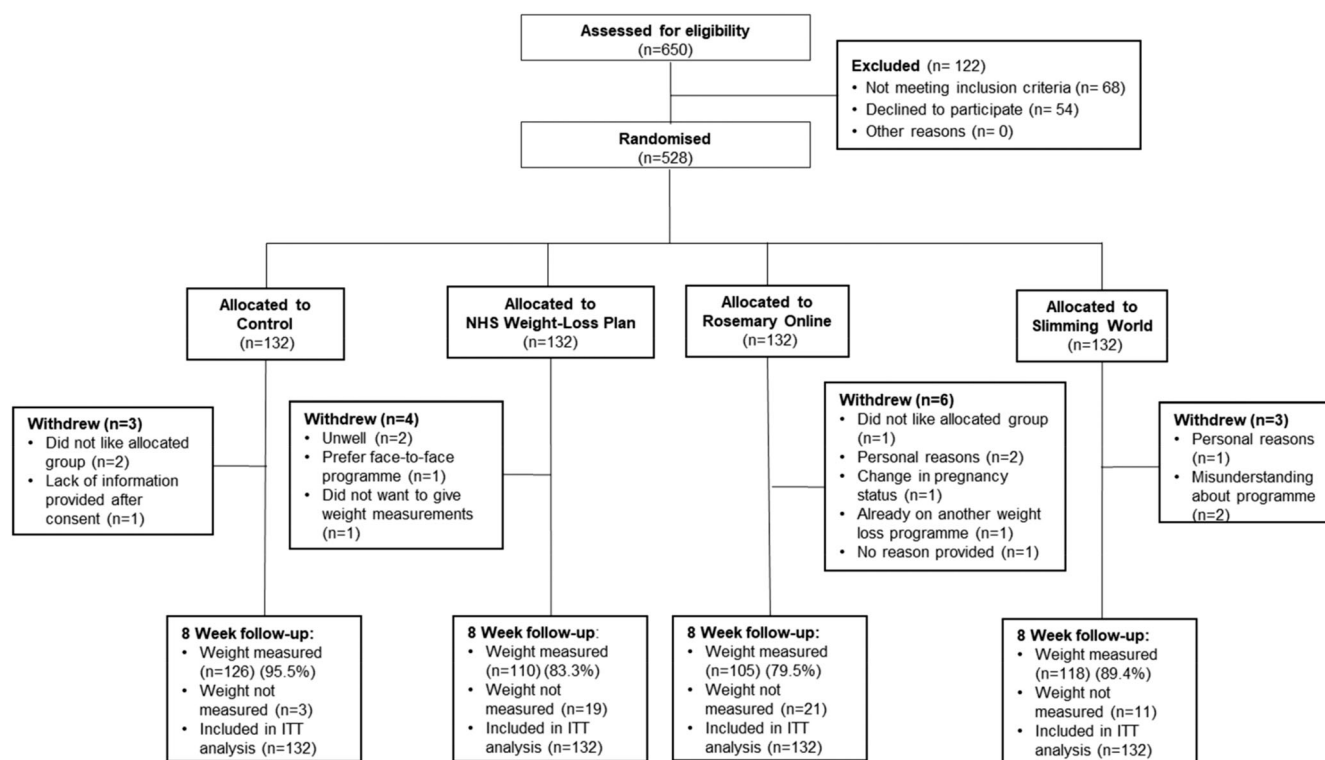 Assessed for eligibility
(n=650)
Excluded (n= 122)
• Not meeting inclusion criteria (n= 68)
• Declined to participate (n= 54)
• Other reasons (n= 0)
Randomised
(n=528)
Allocated to
Control
(n=132)
Allocated to
NHS Weight-Loss Plan
(n=132)
Allocated to
Rosemary Online
(n=132)
Allocated to
Slimming World
(n=132)
Withdrew (n=3)
• Did not like allocated
group (n=2)
• Lack of information
provided after
consent (n=1)
Withdrew (n=4)
• Unwell (n=2)
• Prefer face-to-face
programme (n=1)
• Did not want to give
weight measurements
(n=1)
Withdrew (n=6)
• Did not like allocated group
(n=1)
• Personal reasons (n=2)
• Change in pregnancy
status (n=1)
• Already on another weight
loss programme (n=1)
• No reason provided (n=1)
Withdrew (n=3)
• Personal reasons
(n=1)
• Misunderstanding
about programme
(n=2)
8 Week follow-up:
• Weight measured
(n=126) (95.5%)
• Weight not
measured (n=3)
• Included in ITT
analysis (n=132)
8 Week follow-up:
• Weight measured
(n=110) (83.3%)
• Weight not
measured (n=19)
• Included in ITT
analysis (n=132)
8 Week follow-up:
• Weight measured
(n=105) (79.5%)
• Weight not
measured (n=21)
• Included in ITT
analysis (n=132)
8 Week follow-up:
• Weight measured
(n=118) (89.4%)
• Weight not
measured (n=11)
• Included in ITT
analysis (n=132)